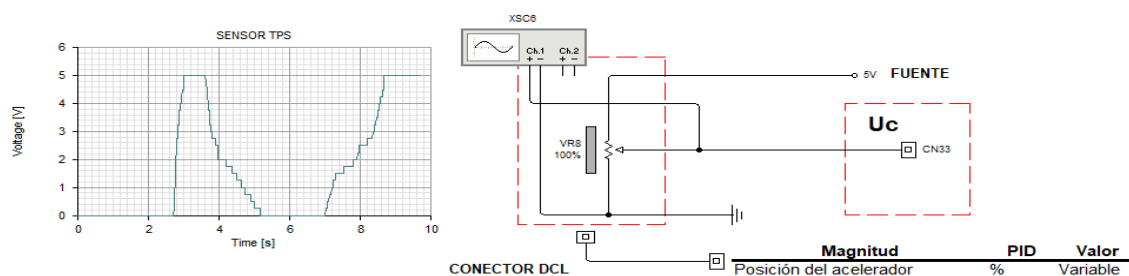 SENSOR TPS
6
5
4
3
2
1
0
Voltage [V]
0 2 4 6 8 10
Time [s]
XSC6
Ch.1 Ch.2
+ - + -
5V FUENTE
VR8
100%
Uc
CN33
CONECTOR DCL
Magnitud PID Valor
Posición del acelerador % Variable